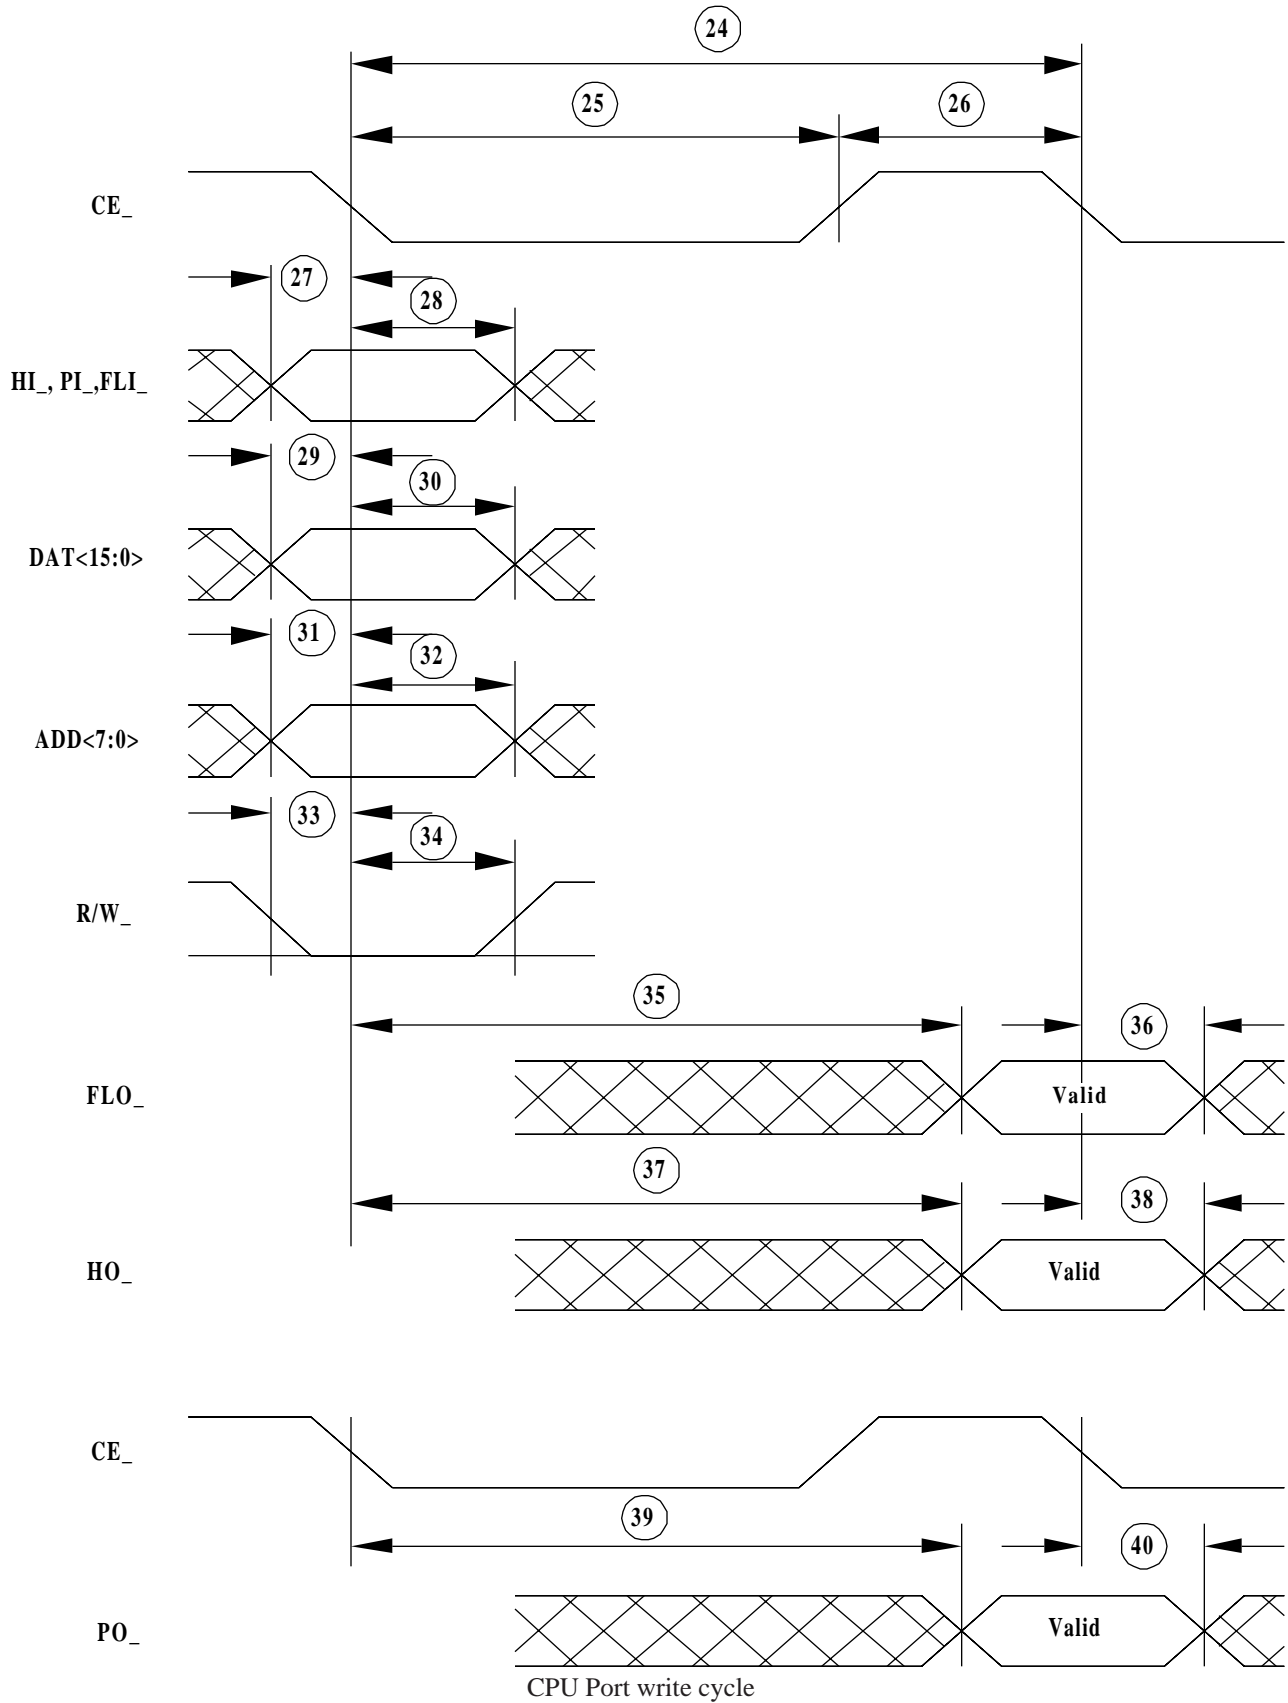 24
25
26
CE_
27
28
HI_, PI_,FLI_
29
30
DAT<15:0>
31
32
ADD<7:0>
33
34
R/W_
35
36
FLO_
Valid
37
38
HO_
Valid
CE_
39
40
PO_
Valid
CPU Port write cycle